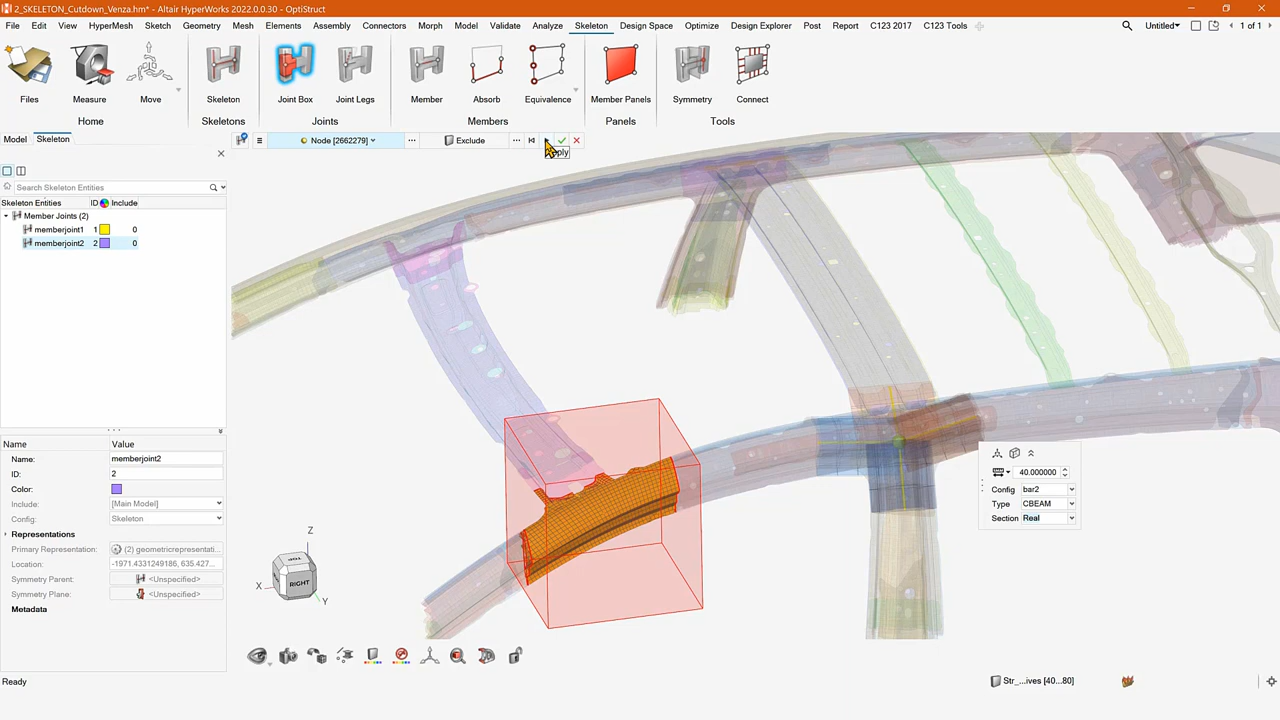 2_SKELETON_Cutdown_Venza.hm* - Altair HyperWorks 2022.0.0.30 - OptiStruct
File Edit View HyperMesh Sketch Geometry Mesh Elements Assembly Connectors Morph Model Validate Analyze Skeleton Design Space Optimize Design Explorer Post Report C123 2017 C123 Tools Untitled 1 of 1
Files Measure Move Skeleton Joint Box Joint Legs Member Absorb Equivalence Member Panels Symmetry Connect
Home Skeletons Joints Members Panels Tools
Model Skeleton Node [2662279] Exclude
Search Skeleton Entities
Skeleton Entities ID Include
Member Joints (2)
memberjoint1 1 0
memberjoint2 2 0
Name Value
Name: memberjoint2
ID: 2
Color:
Include: [Main Model]
Config: Skeleton
Representations
Primary Representation: (2) geometricrepresentati...
Location: -1971.4331249186, 635.427...
Symmetry Parent: <Unspecified>
Symmetry Plane: <Unspecified>
Metadata
40.000000
Config bar2
Type CBEAM
Section Real
Z
X
Y
TOP
RIGHT
Ready Str_...ives [40...80]